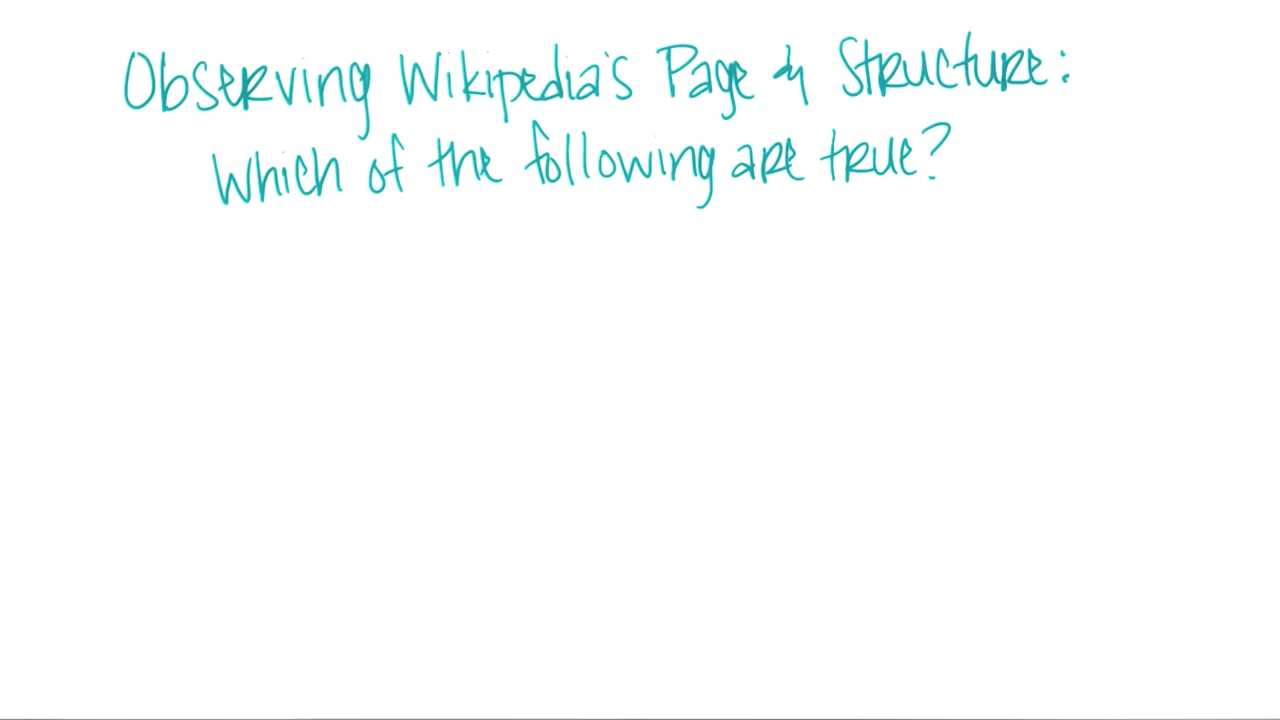 Observing Wikipedia's Page & Structure:
Which of the following are true?